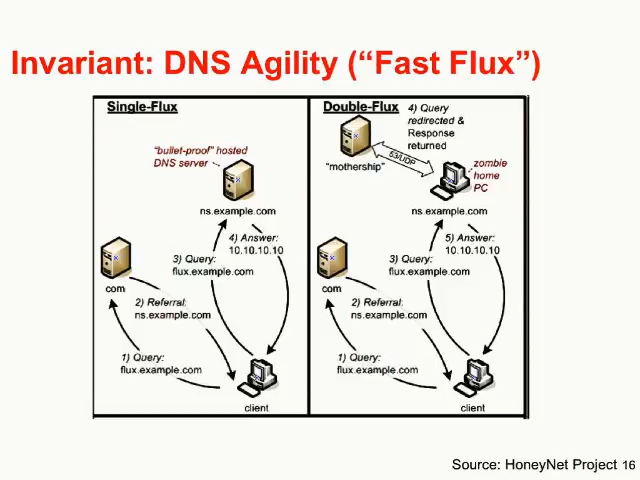 Invariant: DNS Agility (“Fast Flux”)
Single-Flux
“bullet-proof” hosted
DNS server
ns.example.com
4) Answer:
10.10.10.10
3) Query:
flux.example.com
com
2) Referral:
ns.example.com
1) Query:
flux.example.com
client
Double-Flux
4) Query
redirected &
Response
returned
53/UDP
“mothership”
zombie
home
PC
ns.example.com
5) Answer:
10.10.10.10
3) Query:
flux.example.com
com
2) Referral:
ns.example.com
1) Query:
flux.example.com
client
Source: HoneyNet Project 16